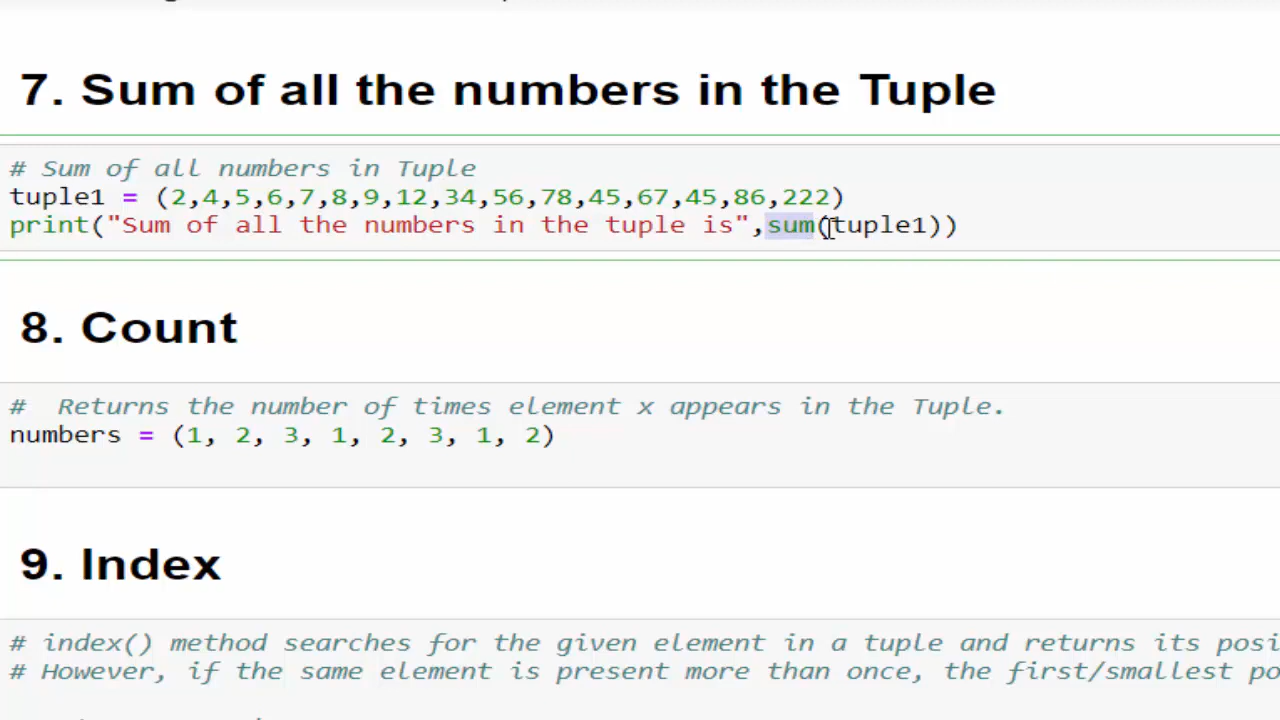 7. Sum of all the numbers in the Tuple
# Sum of all numbers in Tuple
tuple1 = (2,4,5,6,7,8,9,12,34,56,78,45,67,45,86,222)
print("Sum of all the numbers in the tuple is",sum(tuple1))
8. Count
#  Returns the number of times element x appears in the Tuple.
numbers = (1, 2, 3, 1, 2, 3, 1, 2)
9. Index
# index() method searches for the given element in a tuple and returns its posi
# However, if the same element is present more than once, the first/smallest po